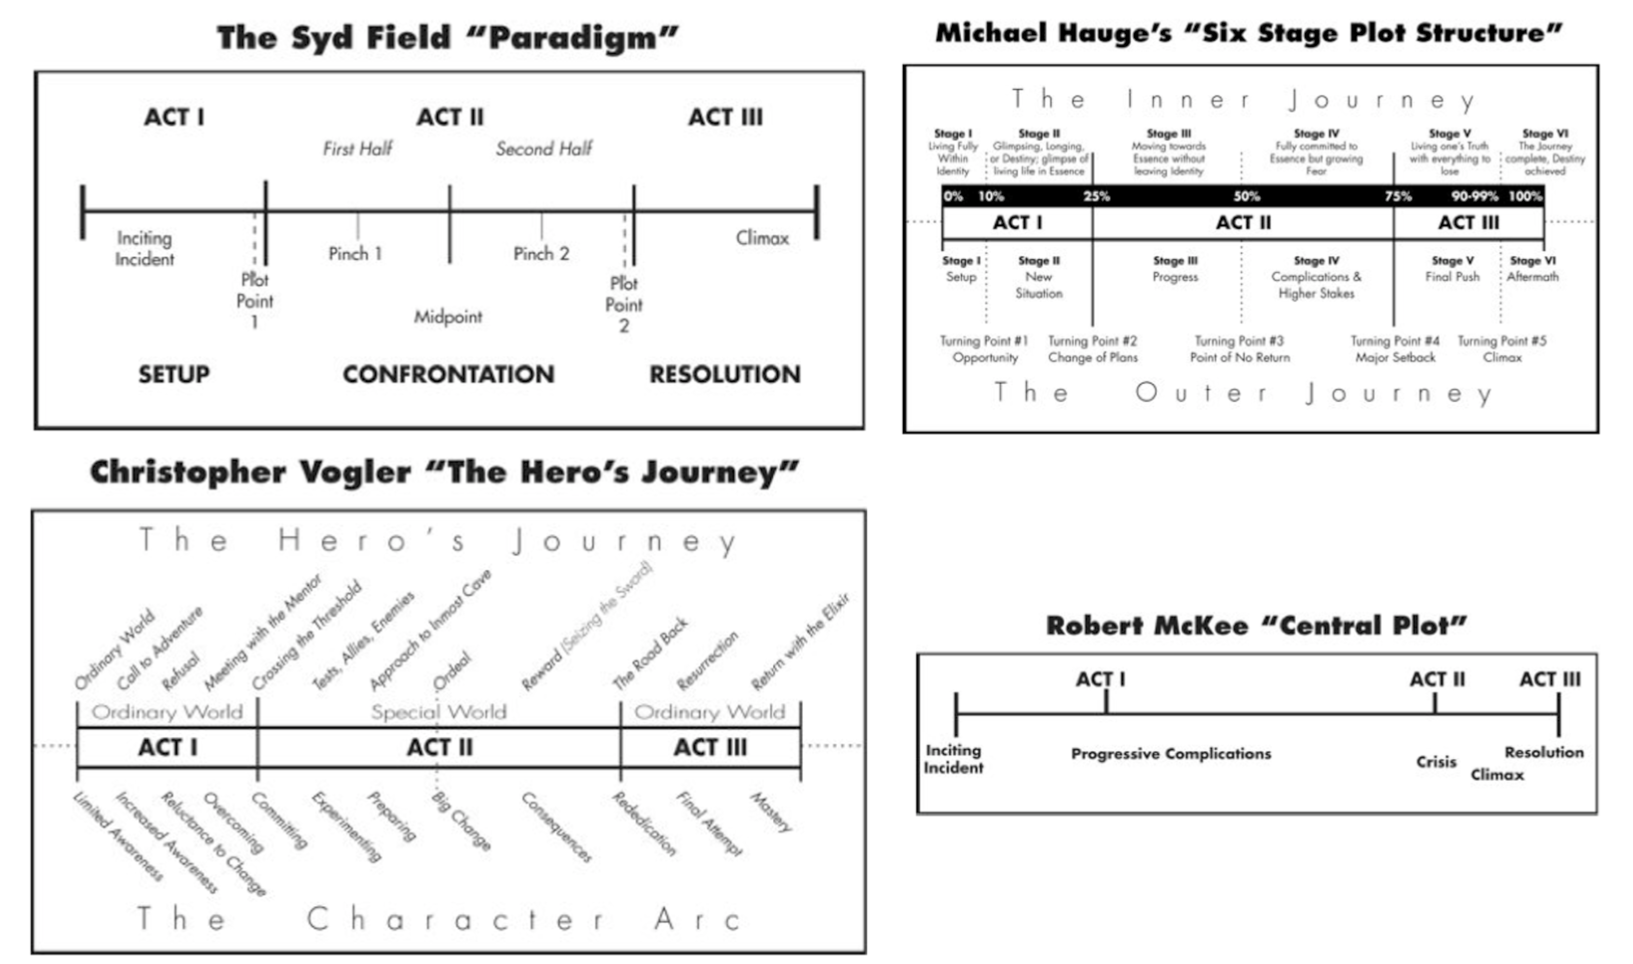 The Syd Field “Paradigm”
ACT I
ACT II
ACT III
First Half
Second Half
Inciting
Incident
Plot
Point
1
Pinch 1
Midpoint
Pinch 2
Plot
Point
2
Climax
SETUP
CONFRONTATION
RESOLUTION
Michael Hauge’s “Six Stage Plot Structure”
The Inner Journey
Stage I
Living Fully
Within
Identity
Stage II
Glimpsing, Longing,
or Destiny; glimpse of
living life in Essence
Stage III
Moving towards
Essence without
leaving Identity
Stage IV
Fully committed to
Essence but growing
Fear
Stage V
Living one’s Truth
with everything to
lose
Stage VI
The Journey
complete, Destiny
achieved
0% 10% 25% 50% 75% 90-99% 100%
ACT I
ACT II
ACT III
Stage I
Setup
Stage II
New
Situation
Stage III
Progress
Stage IV
Complications &
Higher Stakes
Stage V
Final Push
Stage VI
Aftermath
Turning Point #1
Opportunity
Turning Point #2
Change of Plans
Turning Point #3
Point of No Return
Turning Point #4
Major Setback
Turning Point #5
Climax
The Outer Journey
Christopher Vogler “The Hero’s Journey”
The Hero’s Journey
Ordinary World
Call to Adventure
Refusal
Meeting with the Mentor
Crossing the Threshold
Tests, Allies, Enemies
Approach to Inmost Cave
Ordeal
Reward (Seizing the Sword)
The Road Back
Resurrection
Return with the Elixir
Ordinary World
Special World
Ordinary World
ACT I
ACT II
ACT III
Limited Awareness
Increased Awareness
Reluctance to Change
Overcoming
Committing
Experimenting
Preparing
Big Change
Consequences
Rededication
Final Attempt
Mastery
The Character Arc
Robert McKee “Central Plot”
ACT I
ACT II
ACT III
Inciting
Incident
Progressive Complications
Crisis
Climax
Resolution